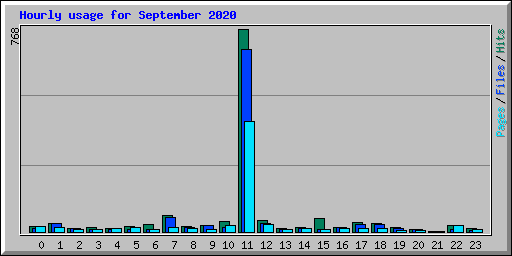 Hourly usage for September 2020
768
Pages/Files/Hits
0 1 2 3 4 5 6 7 8 9 10 11 12 13 14 15 16 17 18 19 20 21 22 23